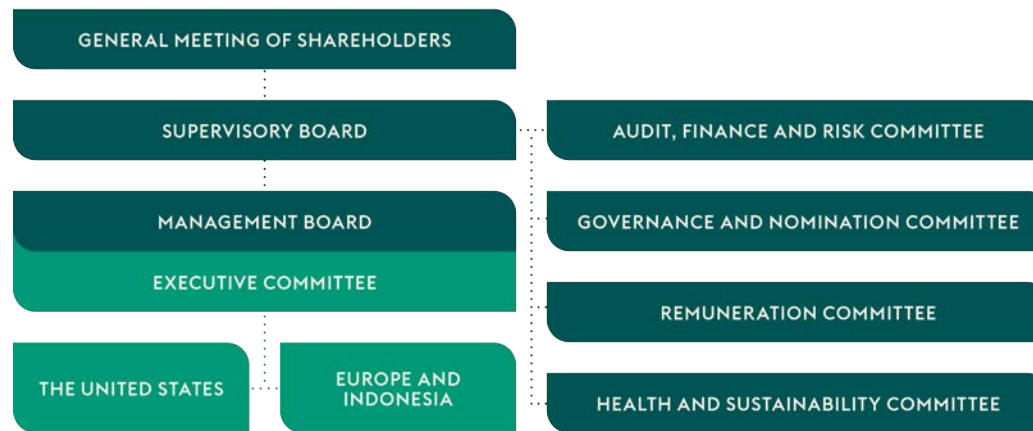 GENERAL MEETING OF SHAREHOLDERS
SUPERVISORY BOARD
AUDIT, FINANCE AND RISK COMMITTEE
MANAGEMENT BOARD
GOVERNANCE AND NOMINATION COMMITTEE
EXECUTIVE COMMITTEE
REMUNERATION COMMITTEE
THE UNITED STATES
EUROPE AND
INDONESIA
HEALTH AND SUSTAINABILITY COMMITTEE